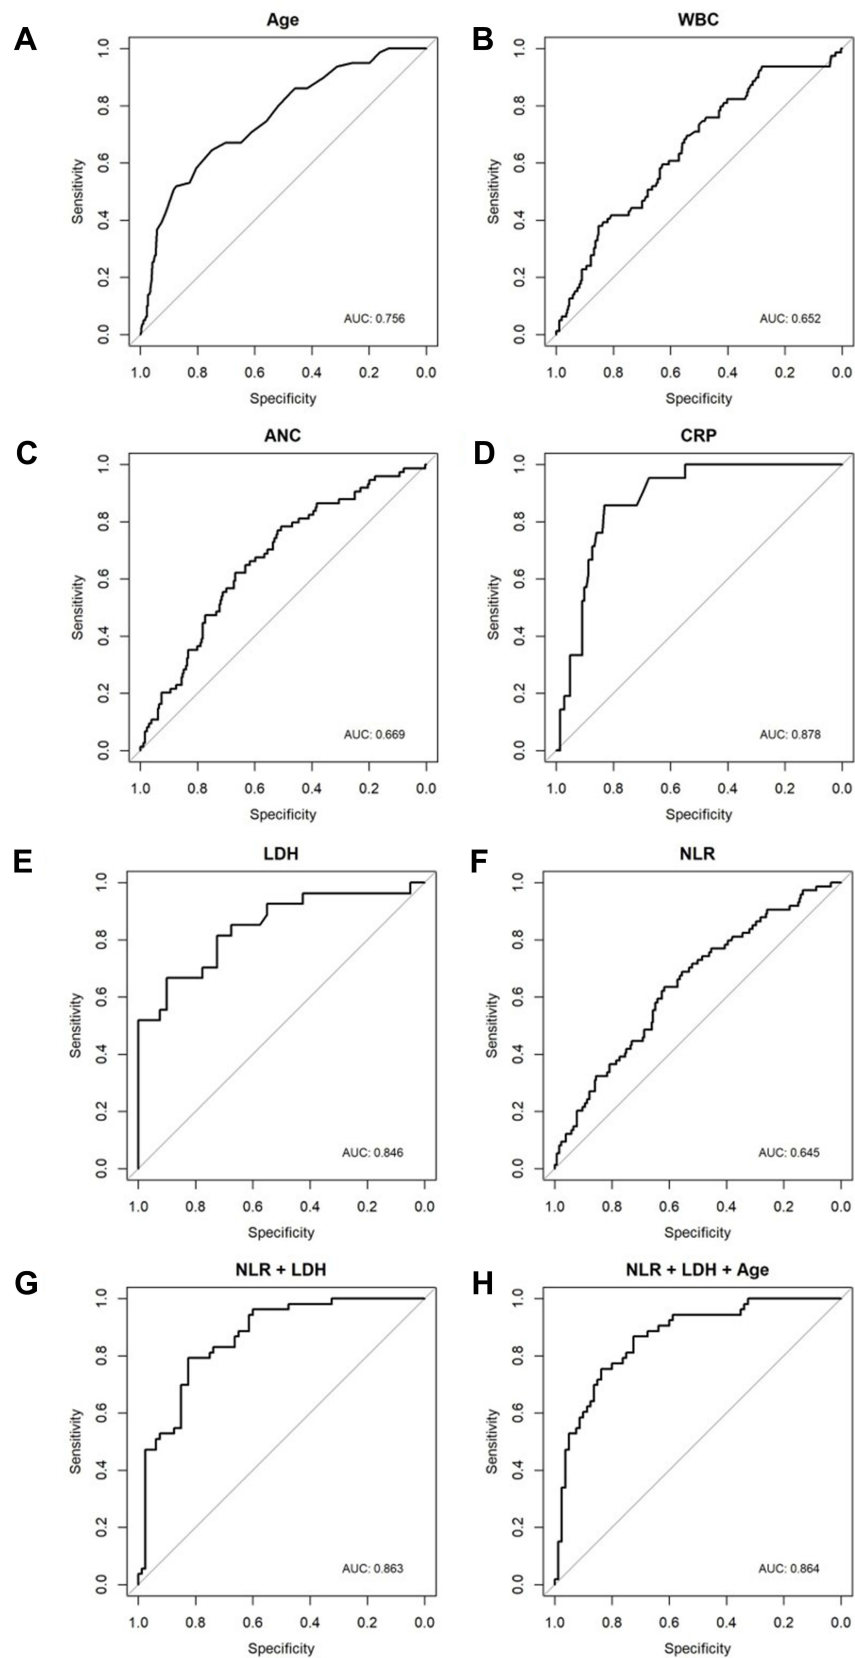 A
Age
Sensitivity
0.0 0.2 0.4 0.6 0.8 1.0
AUC: 0.756
1.0 0.8 0.6 0.4 0.2 0.0
Specificity
B
WBC
Sensitivity
0.0 0.2 0.4 0.6 0.8 1.0
AUC: 0.652
1.0 0.8 0.6 0.4 0.2 0.0
Specificity
C
ANC
Sensitivity
0.0 0.2 0.4 0.6 0.8 1.0
AUC: 0.669
1.0 0.8 0.6 0.4 0.2 0.0
Specificity
D
CRP
Sensitivity
0.0 0.2 0.4 0.6 0.8 1.0
AUC: 0.878
1.0 0.8 0.6 0.4 0.2 0.0
Specificity
E
LDH
Sensitivity
0.0 0.2 0.4 0.6 0.8 1.0
AUC: 0.846
1.0 0.8 0.6 0.4 0.2 0.0
Specificity
F
NLR
Sensitivity
0.0 0.2 0.4 0.6 0.8 1.0
AUC: 0.645
1.0 0.8 0.6 0.4 0.2 0.0
Specificity
G
NLR + LDH
Sensitivity
0.0 0.2 0.4 0.6 0.8 1.0
AUC: 0.863
1.0 0.8 0.6 0.4 0.2 0.0
Specificity
H
NLR + LDH + Age
Sensitivity
0.0 0.2 0.4 0.6 0.8 1.0
AUC: 0.864
1.0 0.8 0.6 0.4 0.2 0.0
Specificity